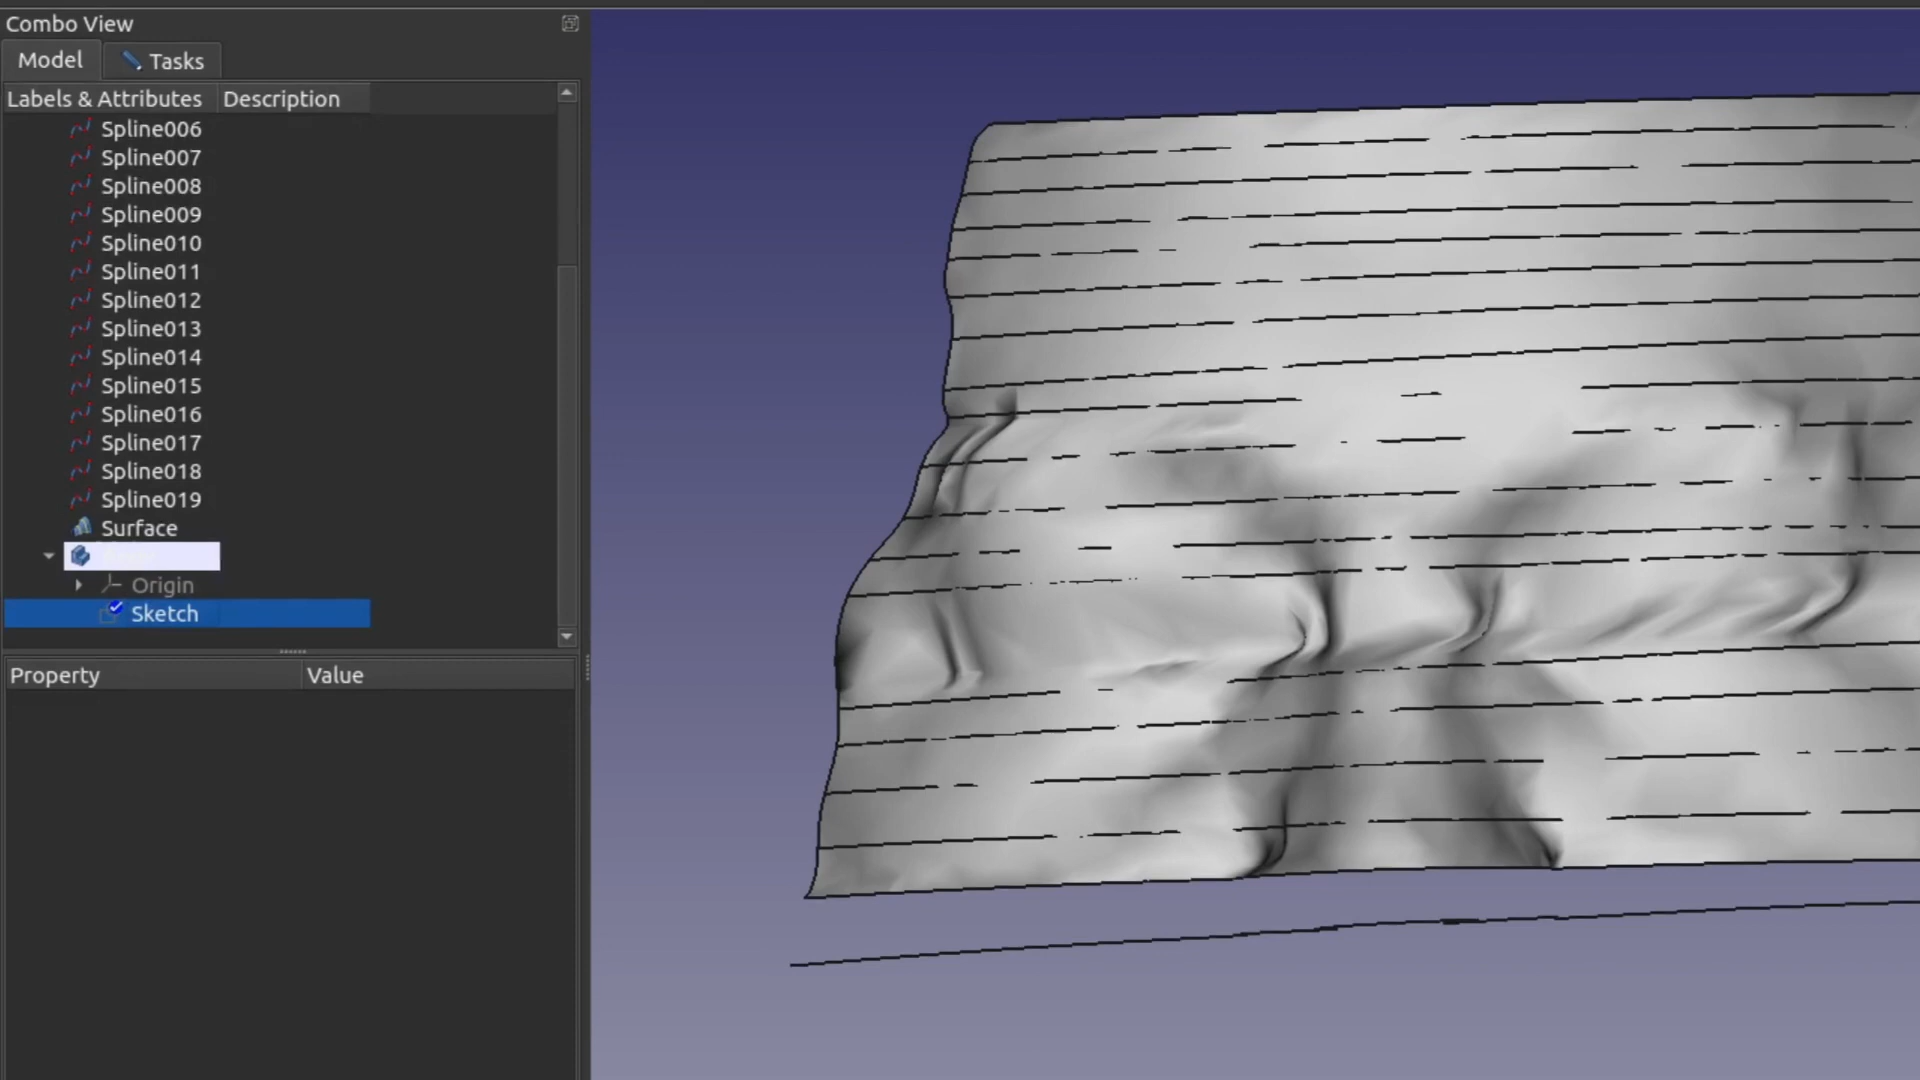 Combo View
Model
Tasks
Labels & Attributes Description
Spline006
Spline007
Spline008
Spline009
Spline010
Spline011
Spline012
Spline013
Spline014
Spline015
Spline016
Spline017
Spline018
Spline019
Surface
Origin
Sketch
Property Value